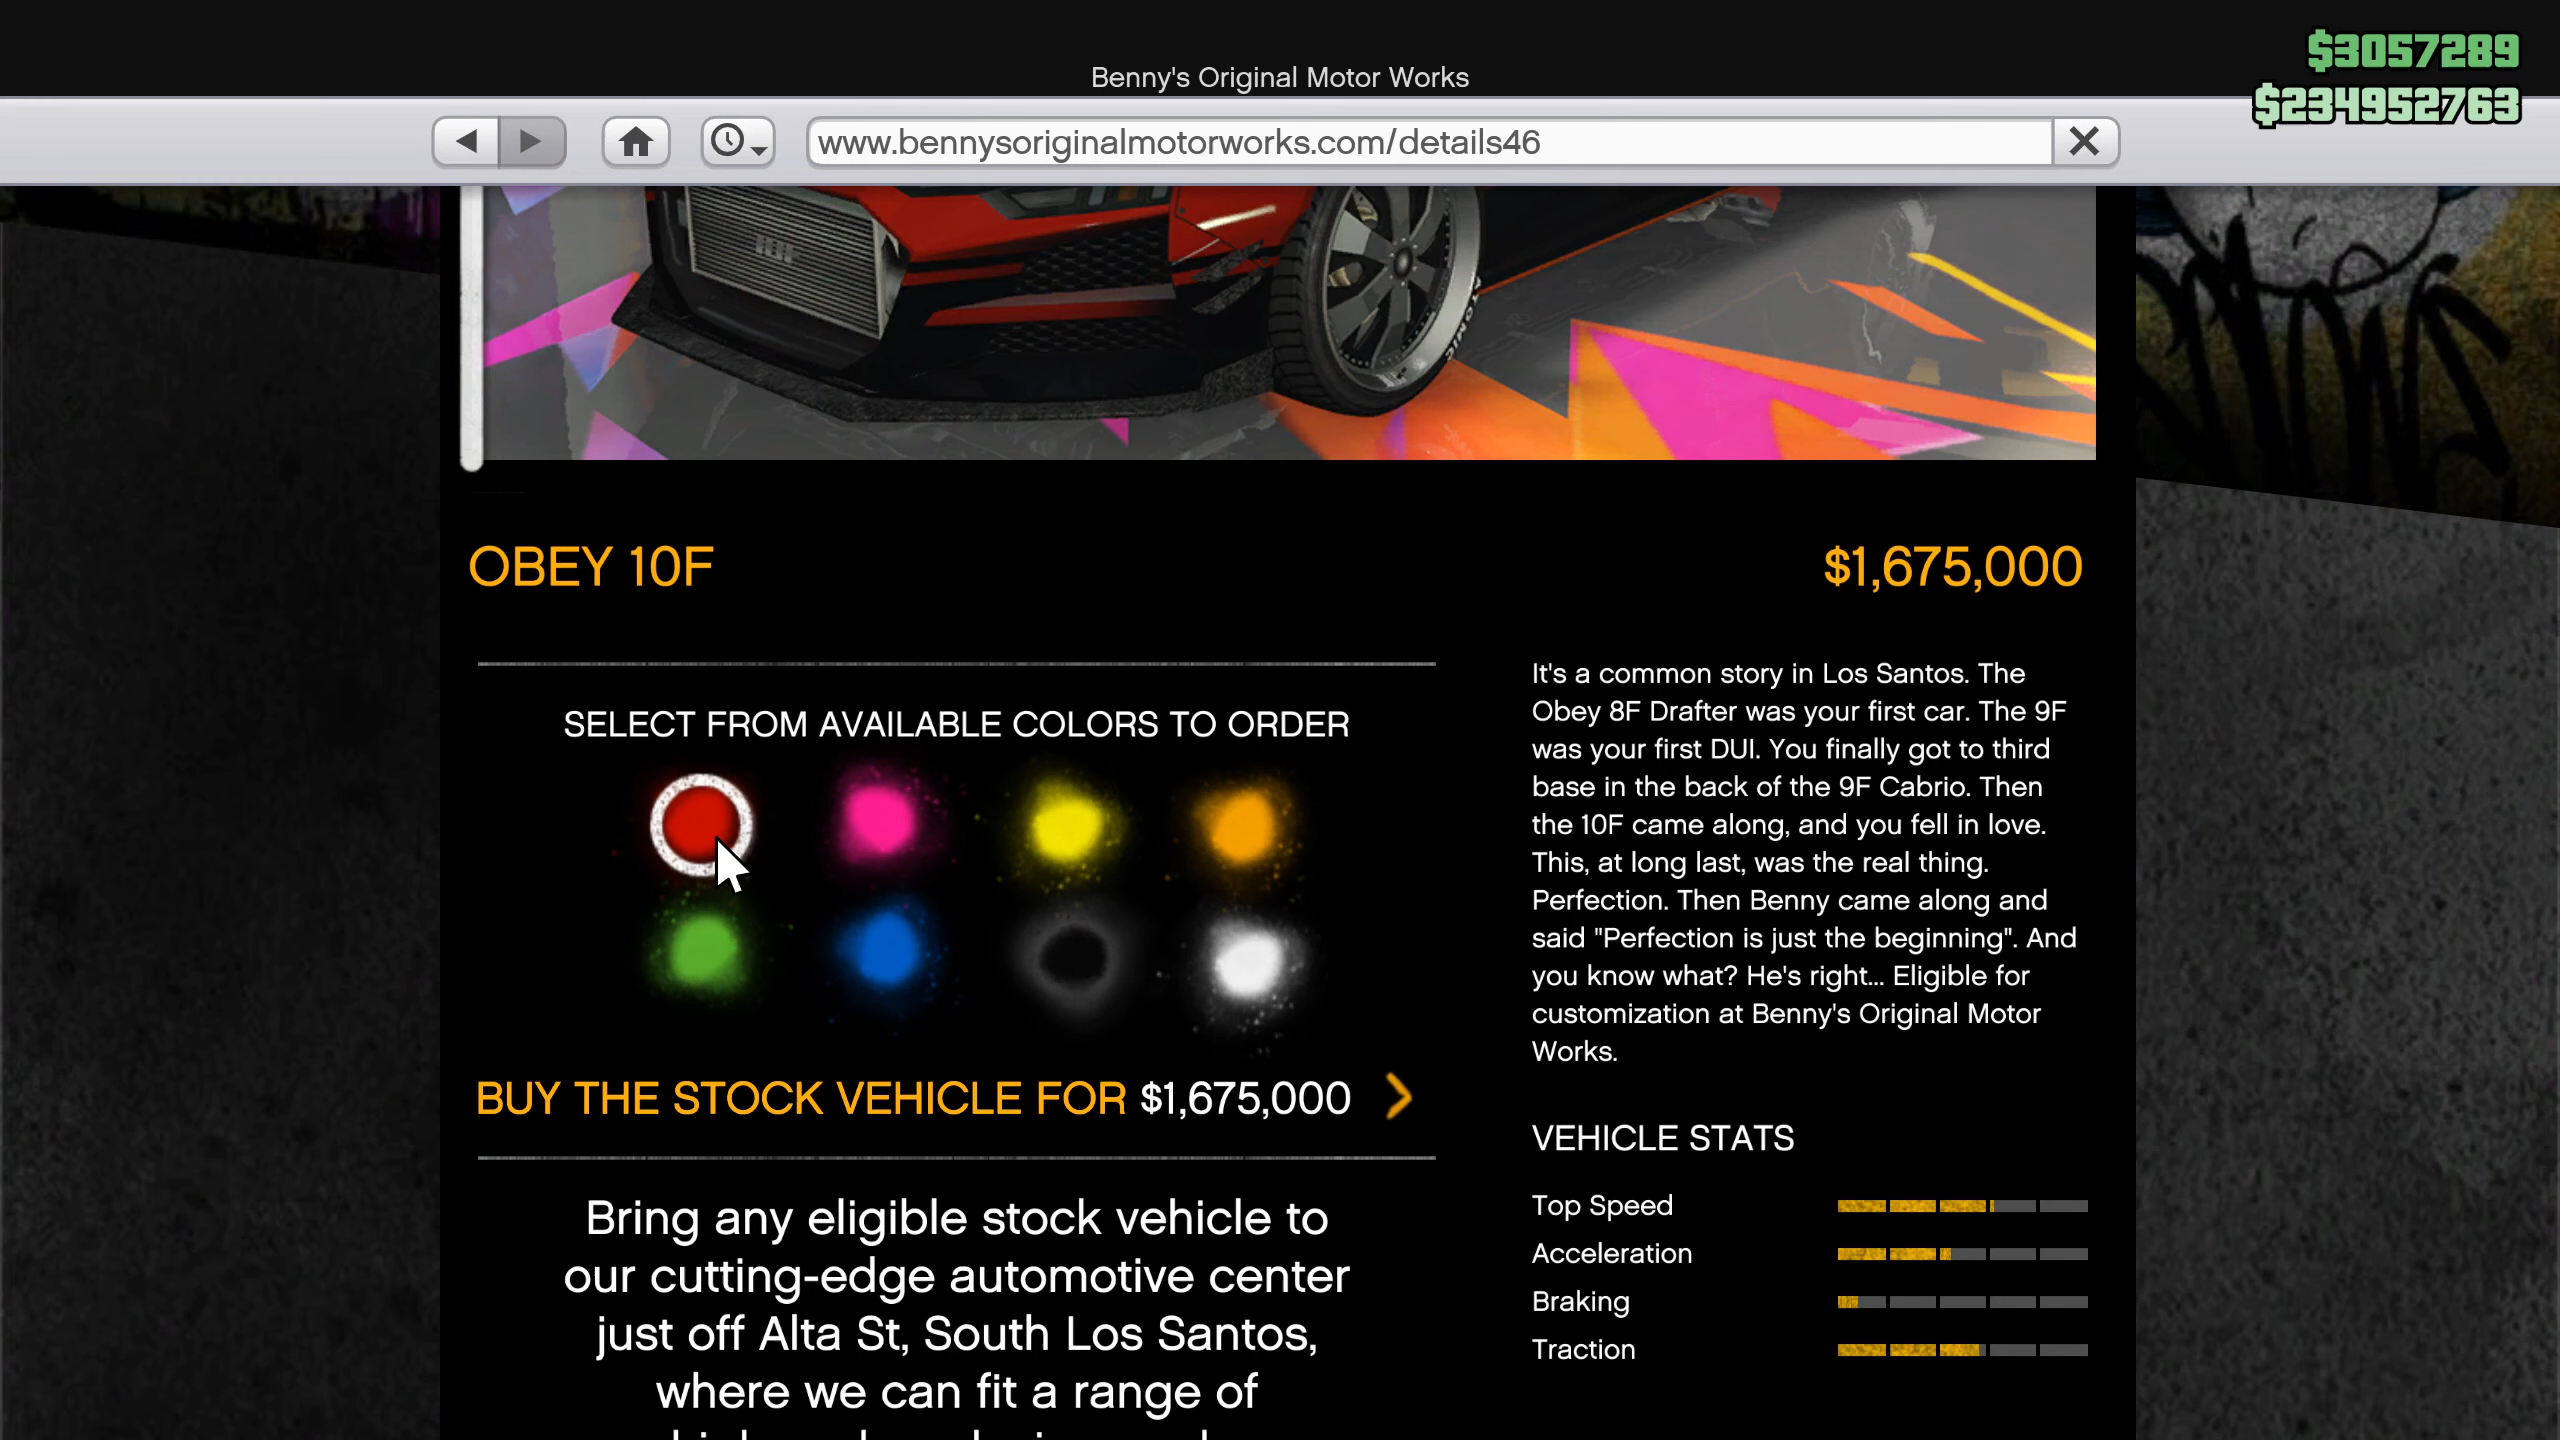 Benny's Original Motor Works
$3057289
$234952763
www.bennysoriginalmotorworks.com/details46
ATOMIC
OBEY 10F
$1,675,000
SELECT FROM AVAILABLE COLORS TO ORDER
BUY THE STOCK VEHICLE FOR $1,675,000
Bring any eligible stock vehicle to
our cutting-edge automotive center
just off Alta St, South Los Santos,
where we can fit a range of
It's a common story in Los Santos. The
Obey 8F Drafter was your first car. The 9F
was your first DUI. You finally got to third
base in the back of the 9F Cabrio. Then
the 10F came along, and you fell in love.
This, at long last, was the real thing.
Perfection. Then Benny came along and
said "Perfection is just the beginning". And
you know what? He's right... Eligible for
customization at Benny's Original Motor
Works.
VEHICLE STATS
Top Speed
Acceleration
Braking
Traction